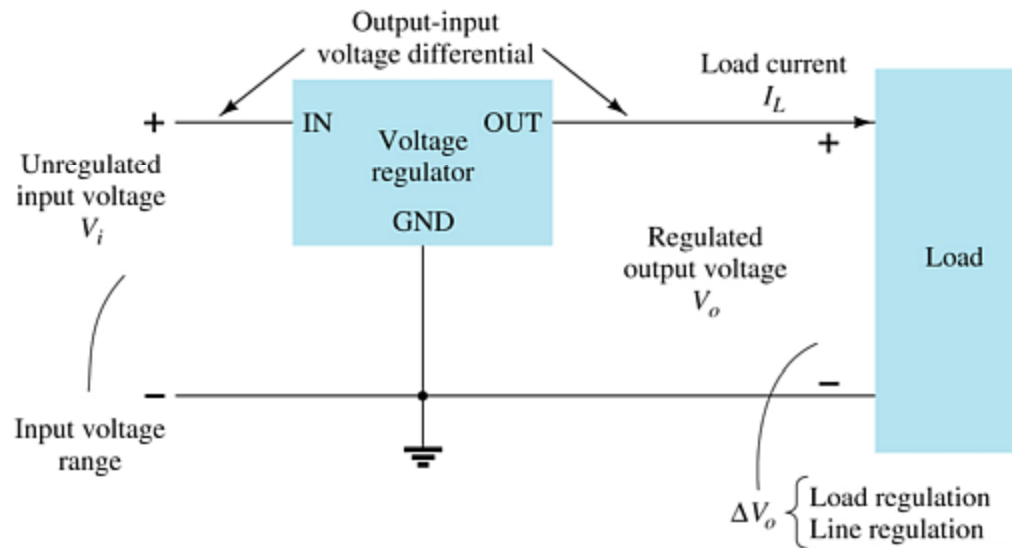 Output-input
voltage differential
Load current
I_L
IN
OUT
Voltage
regulator
GND
+
+
Unregulated
input voltage
V_i
Regulated
output voltage
V_o
Load
−
−
Input voltage
range
ΔV_o { Load regulation
Line regulation